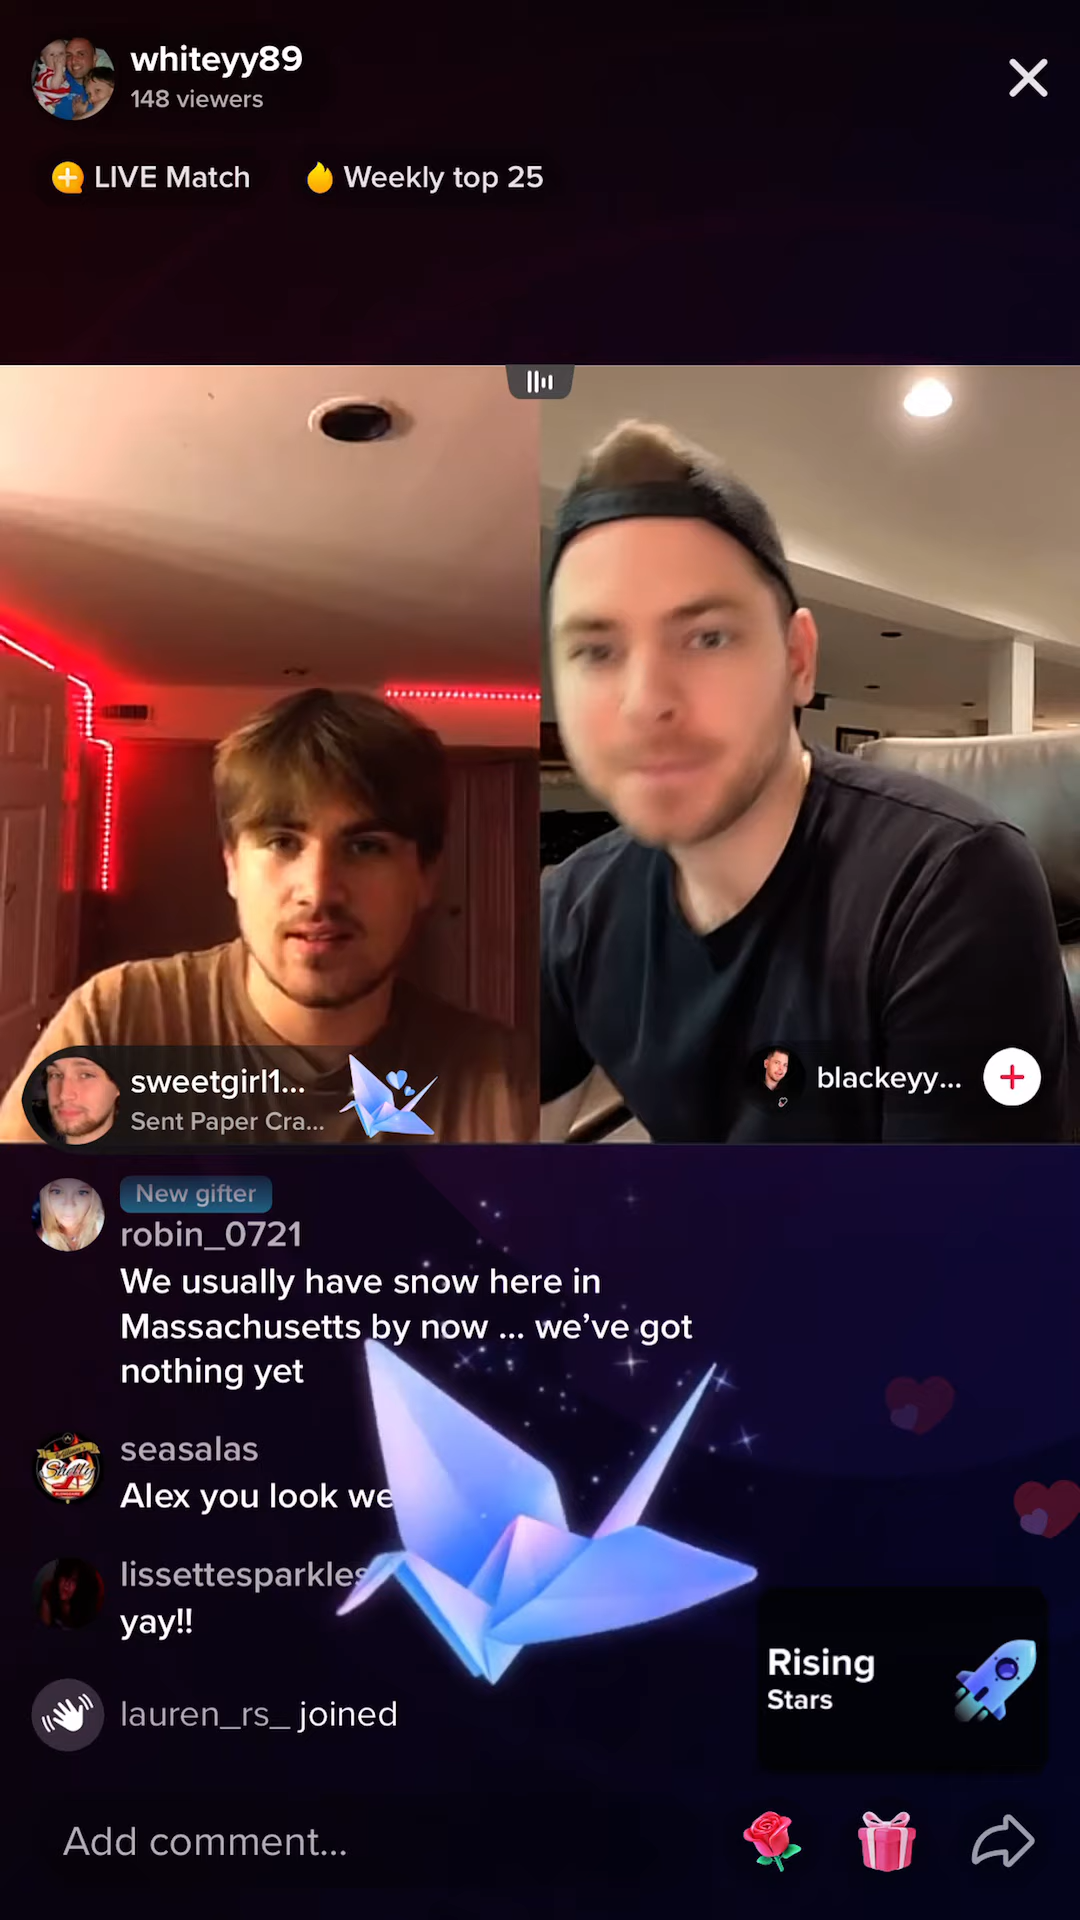 whiteyy89
148 viewers
LIVE Match
Weekly top 25
sweetgirl1...
Sent Paper Cra...
blackeyy...
New gifter
robin_0721
We usually have snow here in
Massachusetts by now ... we've got
nothing yet
seasalas
Alex you look we
lissettesparkles
yay!!
lauren_rs_ joined
Rising
Stars
Add comment...